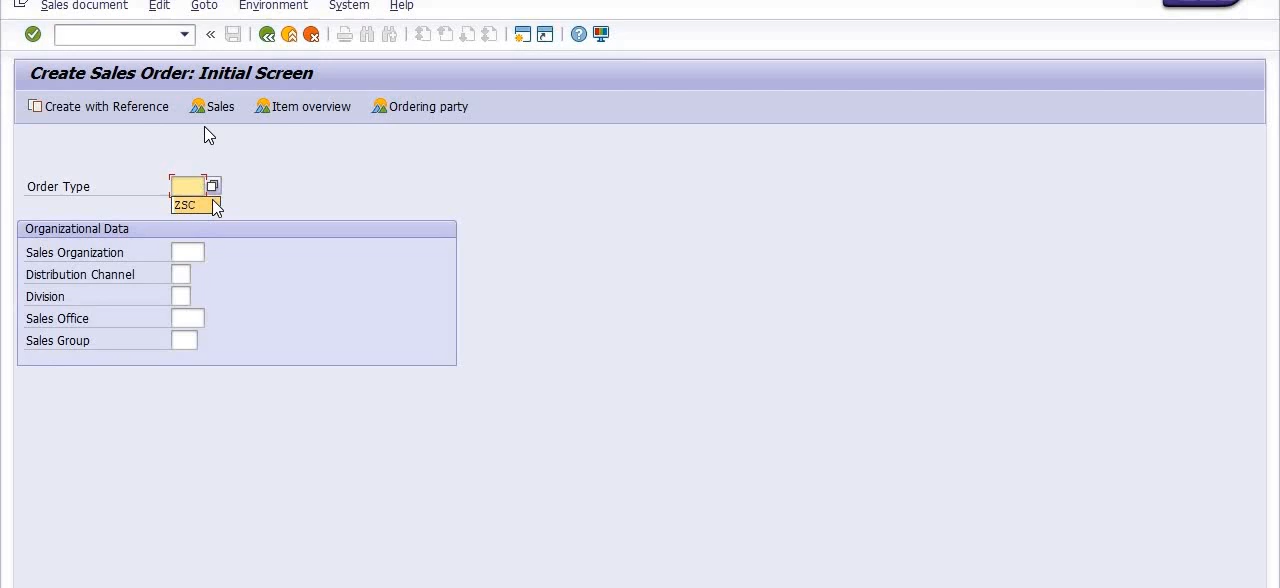 Sales document Edit Goto Environment System Help
Create Sales Order: Initial Screen
Create with Reference Sales Item overview Ordering party
Order Type
ZSC
Organizational Data
Sales Organization
Distribution Channel
Division
Sales Office
Sales Group